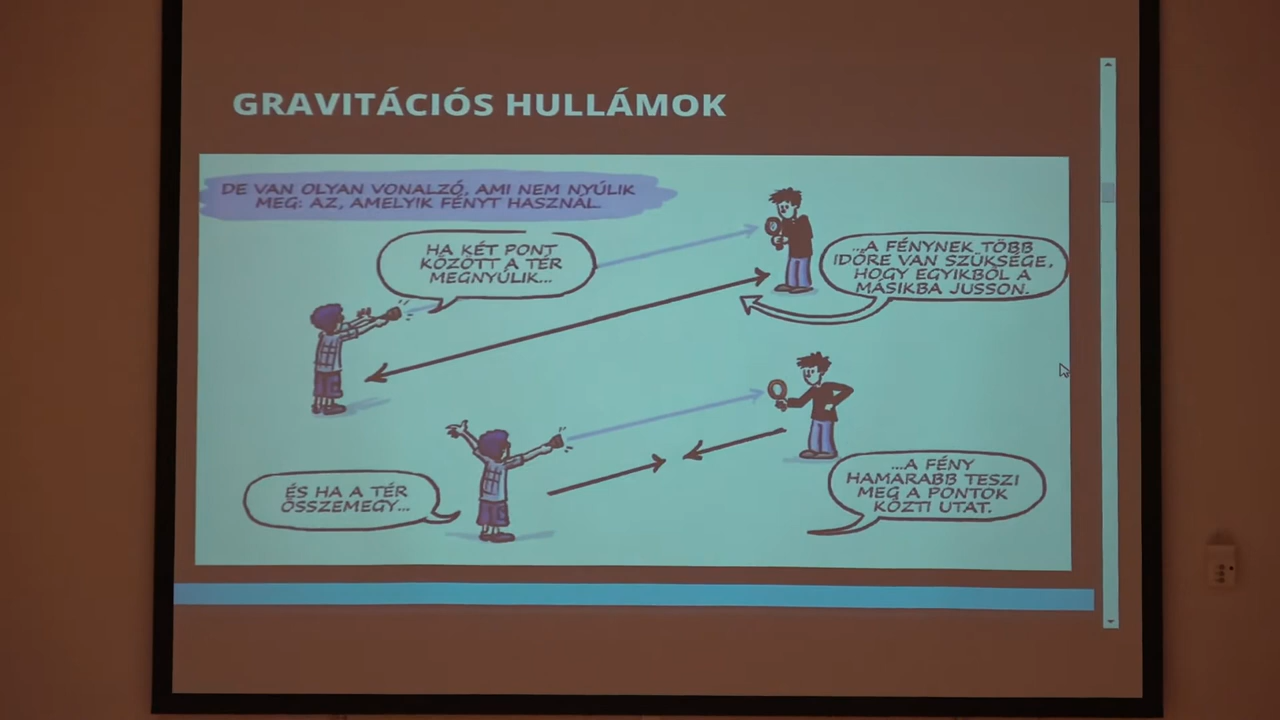 GRAVITÁCIÓS HULLÁMOK
DE VAN OLYAN VONALZÓ, AMI NEM NYÚLIK
MEG: AZ, AMELYIK FÉNYT HASZNÁL.
HA KÉT PONT
KÖZÖTT A TÉR
MEGNYÚLIK...
...A FÉNYNEK TÖBB
IDŐRE VAN SZÜKSÉGE,
HOGY EGYIKBŐL A
MÁSIKBA JUSSON.
ÉS HA A TÉR
ÖSSZEMEGY...
...A FÉNY
HAMARABB TESZI
MEG A PONTOK
KÖZTI UTAT.